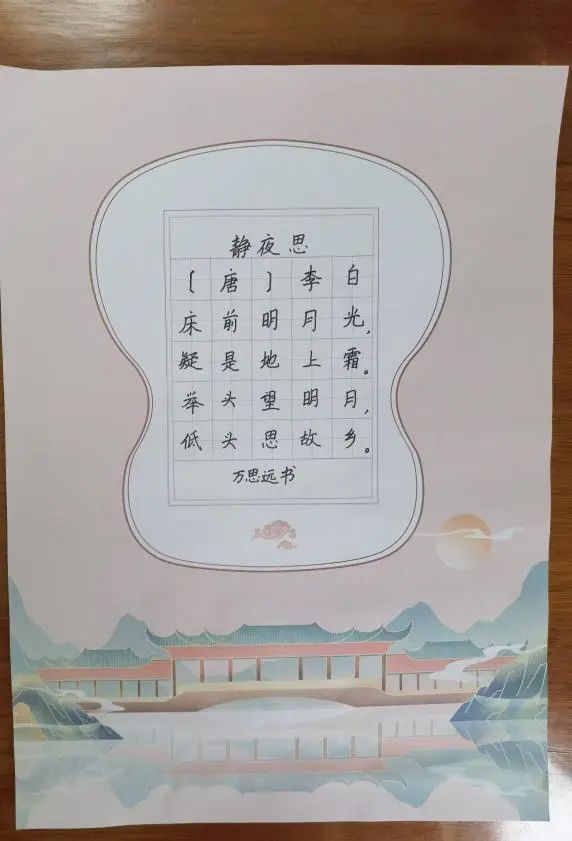 静夜思
[唐]李白
床前明月光，
疑是地上霜。
举头望明月，
低头思故乡。
万思远书